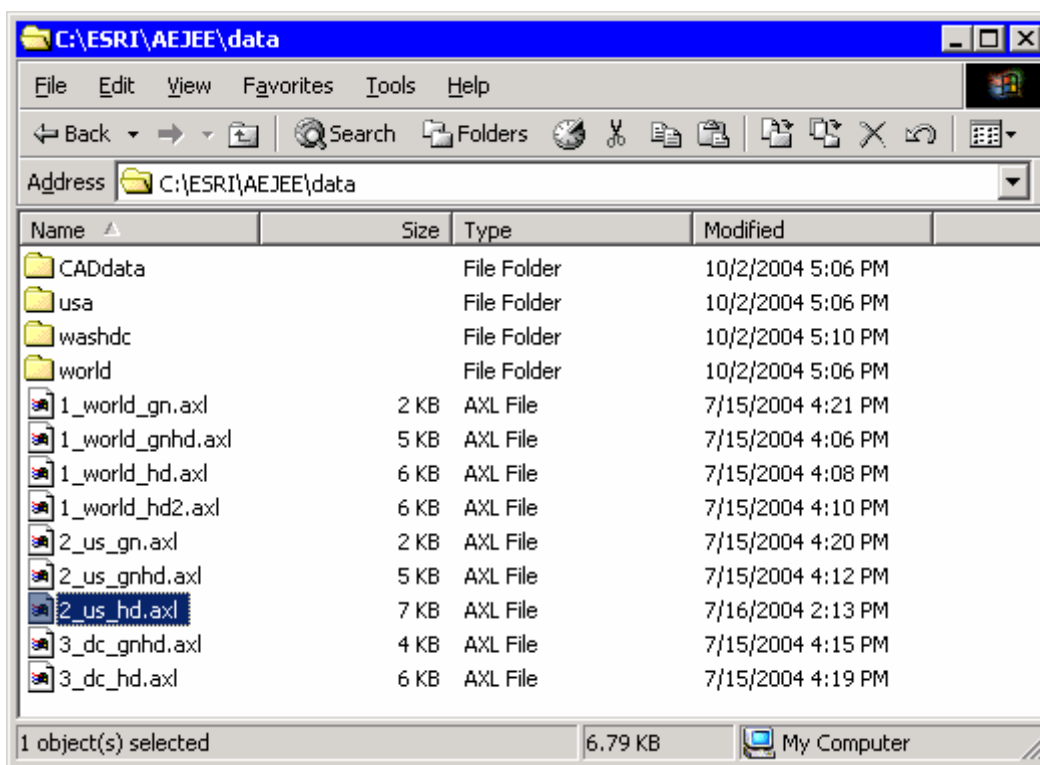 C:\ESRI\AEJEE\data
File Edit View Favorites Tools Help
Back Search Folders
Address C:\ESRI\AEJEE\data
Name Size Type Modified
CADdata File Folder 10/2/2004 5:06 PM
usa File Folder 10/2/2004 5:06 PM
washdc File Folder 10/2/2004 5:10 PM
world File Folder 10/2/2004 5:06 PM
1_world_gn.axl 2 KB AXL File 7/15/2004 4:21 PM
1_world_gnhd.axl 5 KB AXL File 7/15/2004 4:06 PM
1_world_hd.axl 6 KB AXL File 7/15/2004 4:08 PM
1_world_hd2.axl 6 KB AXL File 7/15/2004 4:10 PM
2_us_gn.axl 2 KB AXL File 7/15/2004 4:20 PM
2_us_gnhd.axl 5 KB AXL File 7/15/2004 4:12 PM
2_us_hd.axl 7 KB AXL File 7/16/2004 2:13 PM
3_dc_gnhd.axl 4 KB AXL File 7/15/2004 4:15 PM
3_dc_hd.axl 6 KB AXL File 7/15/2004 4:19 PM
1 object(s) selected 6.79 KB My Computer